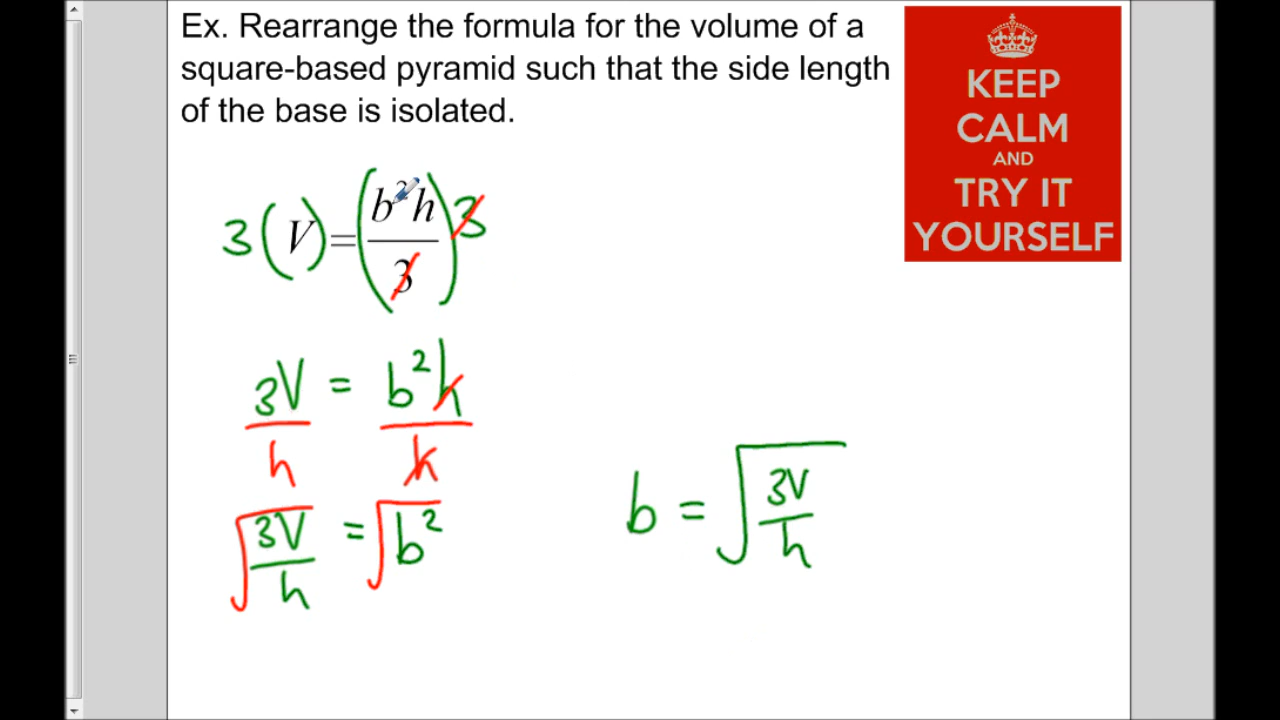 Ex. Rearrange the formula for the volume of a
square-based pyramid such that the side length
of the base is isolated.
KEEP
CALM
AND
TRY IT
YOURSELF
3(V)=(b²h/3)3
3V/h = b²h/h
√(3V/h) = √b²
b = √(3V/h)